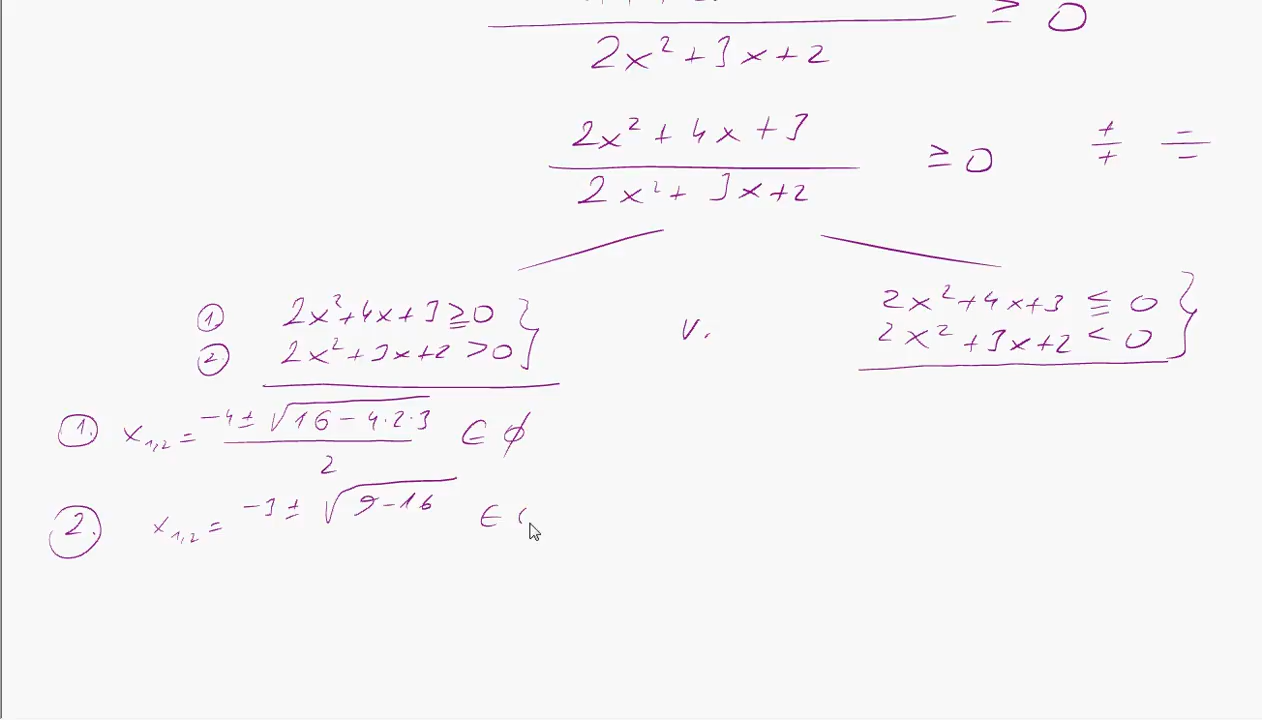 ≥ 0
2x² + 3x + 2
2x² + 4x + 3
≥ 0
+ −
+ −
2x² + 3x + 2
① 2x² + 4x + 3 ≧ 0 }
② 2x² + 3x + 2 > 0
v.
2x² + 4x + 3 ≦ 0 }
2x² + 3x + 2 < 0
1. x₁,₂ = −4 ± √16 − 4·2·3 ∈ ∅
2
2. x₁,₂ = −3 ± √9 − 16 ∈